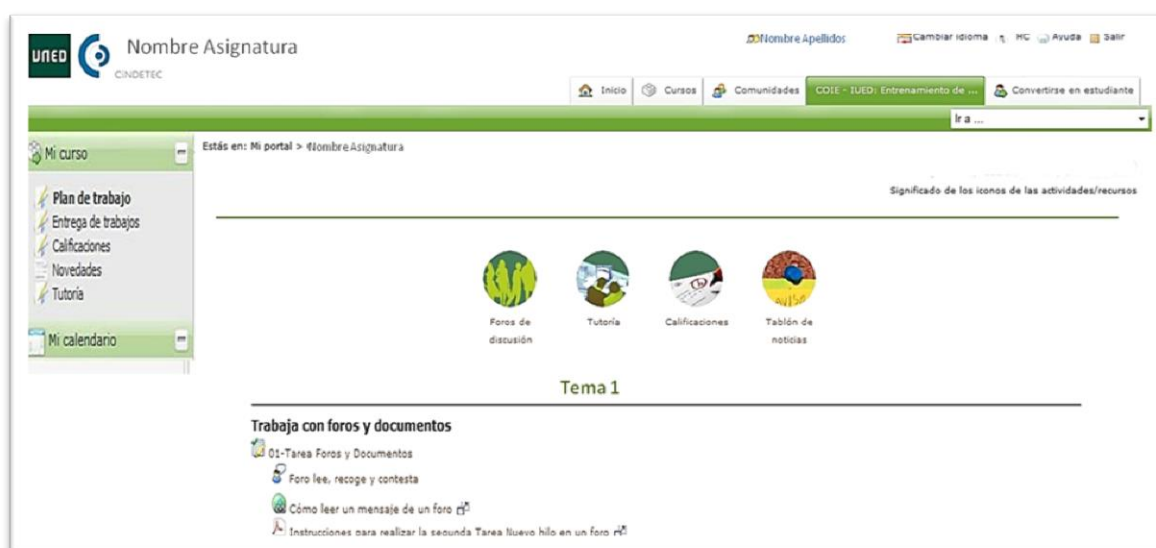 UNED
Nombre Asignatura
CINDETEC
Nombre Apellidos
Cambiar idioma
MC
Ayuda
Salir
Inicio
Cursos
Comunidades
COIE - IUED: Entrenamiento de ...
Convertirse en estudiante
Ir a ...
Mi curso
Estás en: Mi portal > Nombre Asignatura
Significado de los iconos de las actividades/recursos
Plan de trabajo
Entrega de trabajos
Calificaciones
Novedades
Tutoría
Mi calendario
Foros de
discusión
Tutoría
Calificaciones
Tablón de
noticias
Tema 1
Trabaja con foros y documentos
01-Tarea Foros y Documentos
Foro lee, recoge y contesta
Cómo leer un mensaje de un foro
Instrucciones para realizar la segunda Tarea Nuevo hilo en un foro